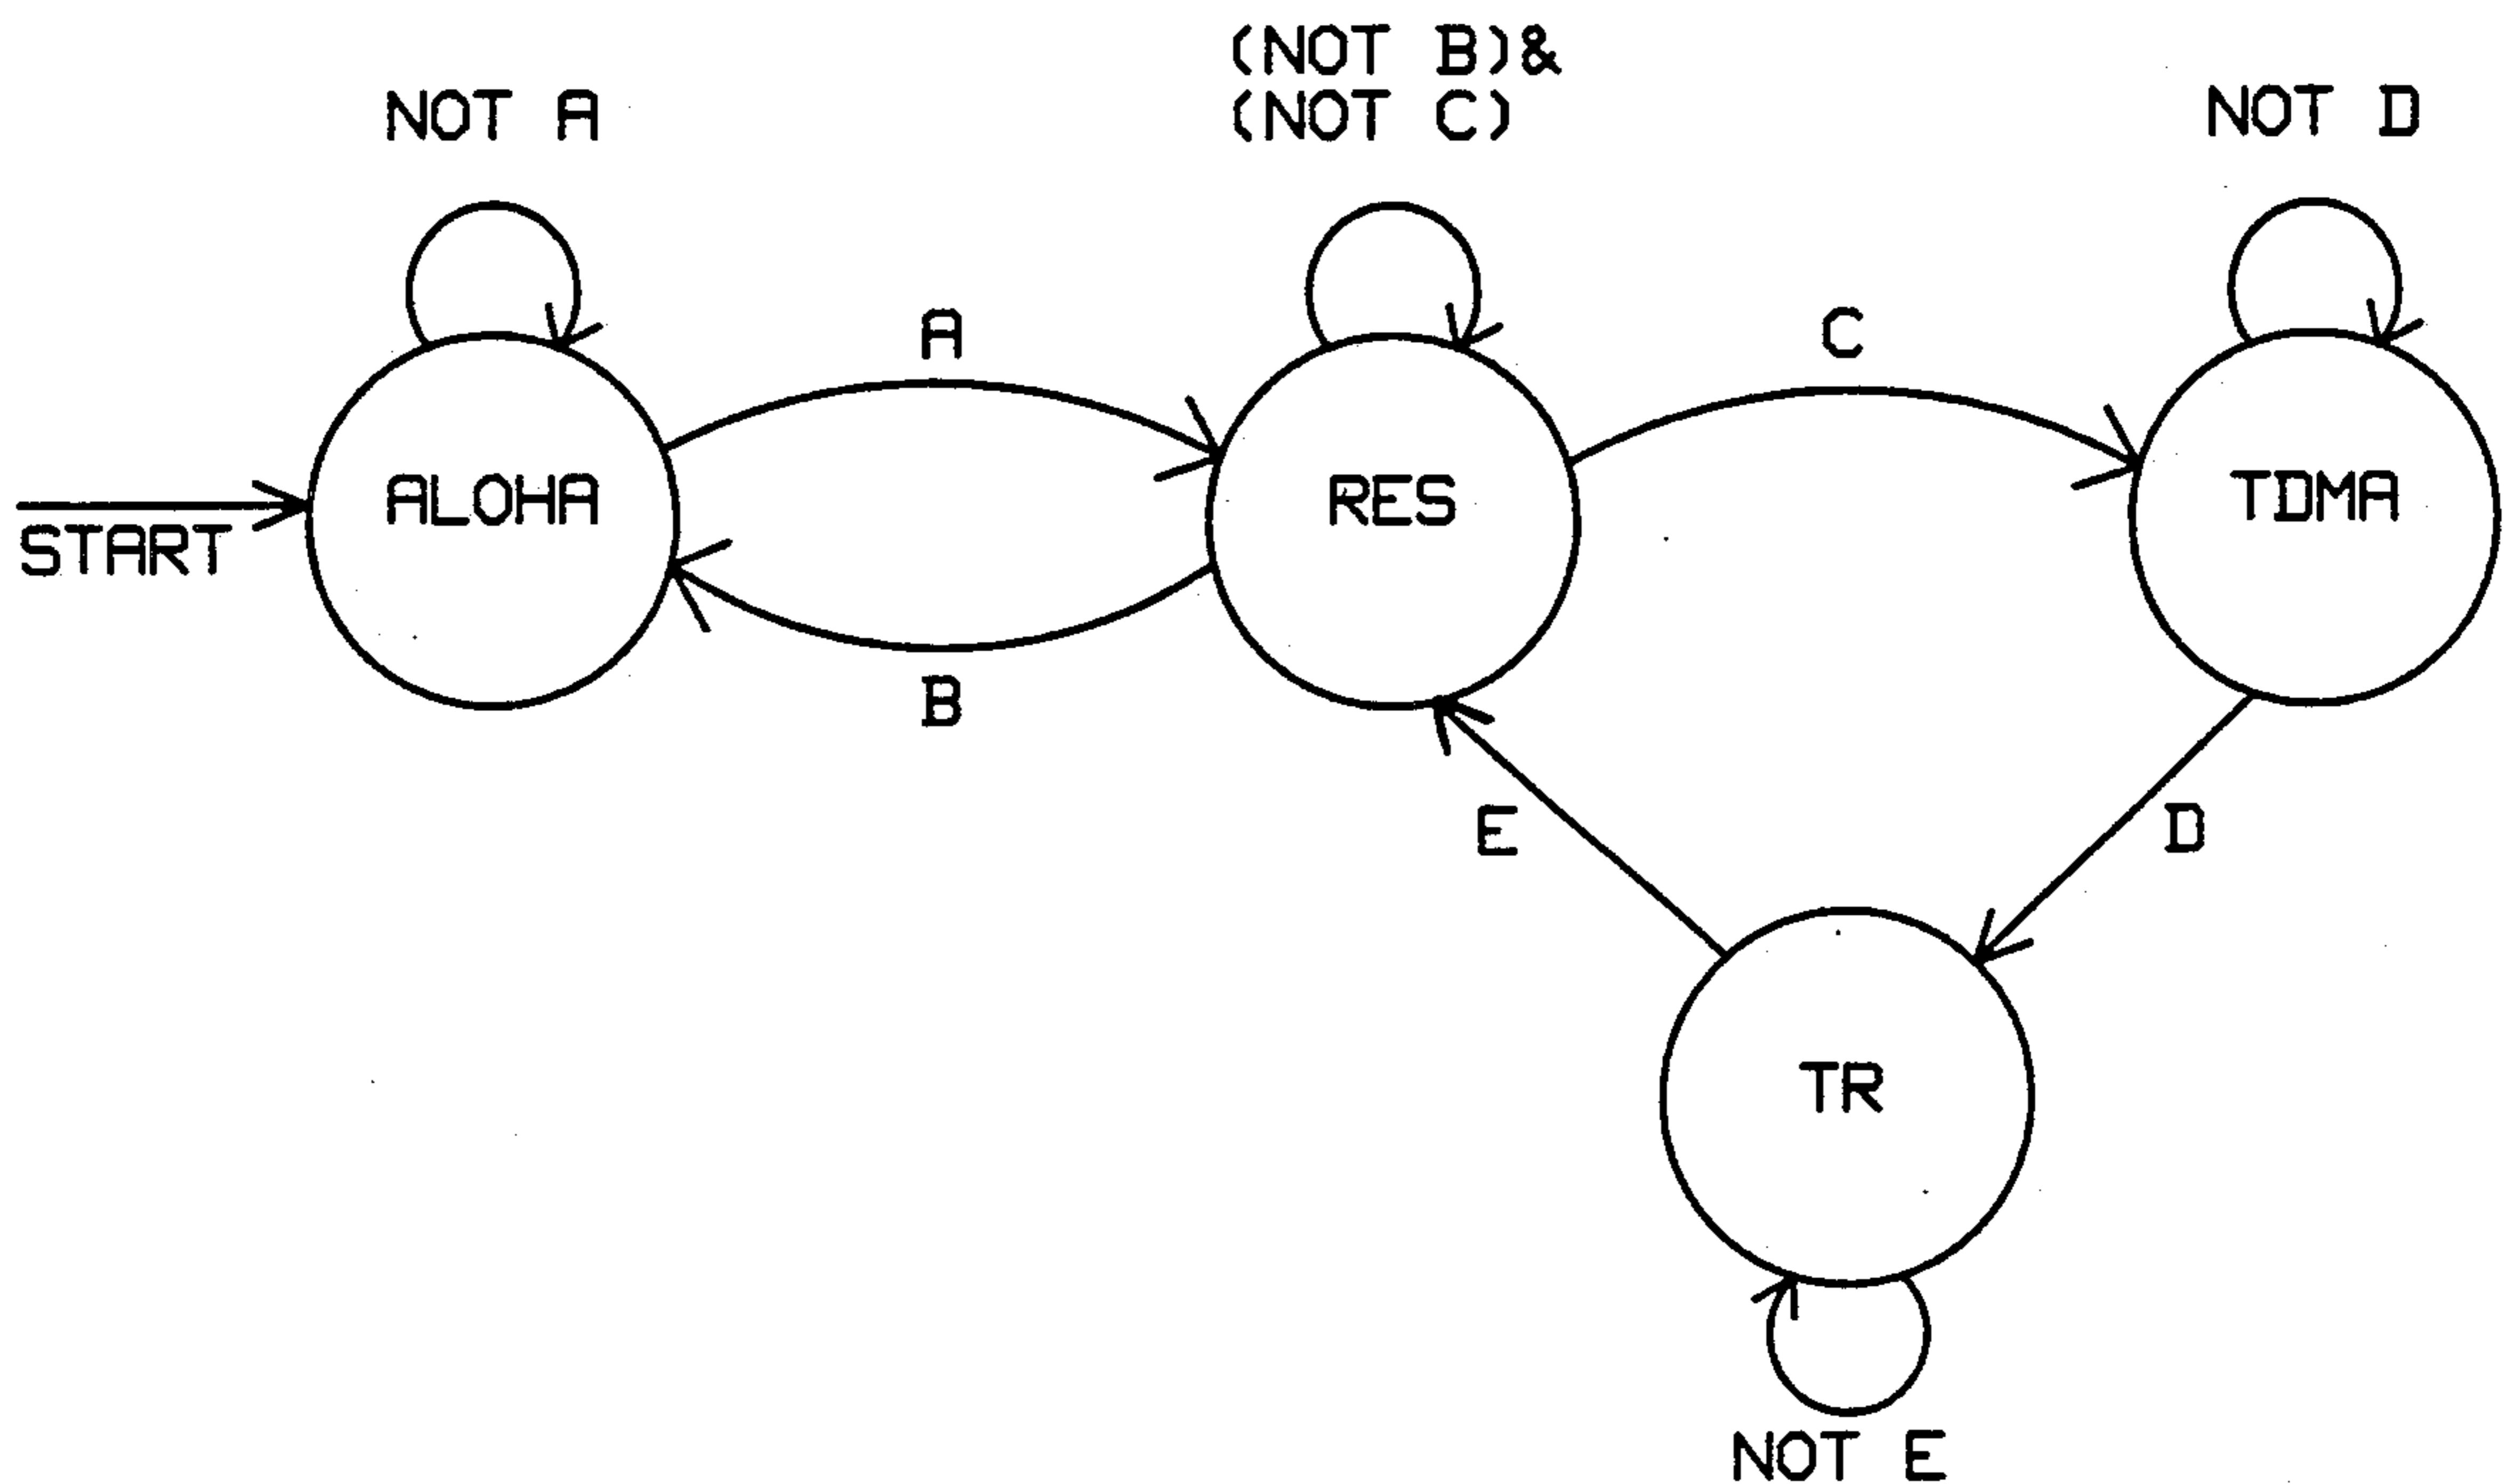 (NOT B)&
(NOT C)
NOT A
NOT D
A
C
ALOHA
RES
TDMA
START
B
E
D
TR
NOT E